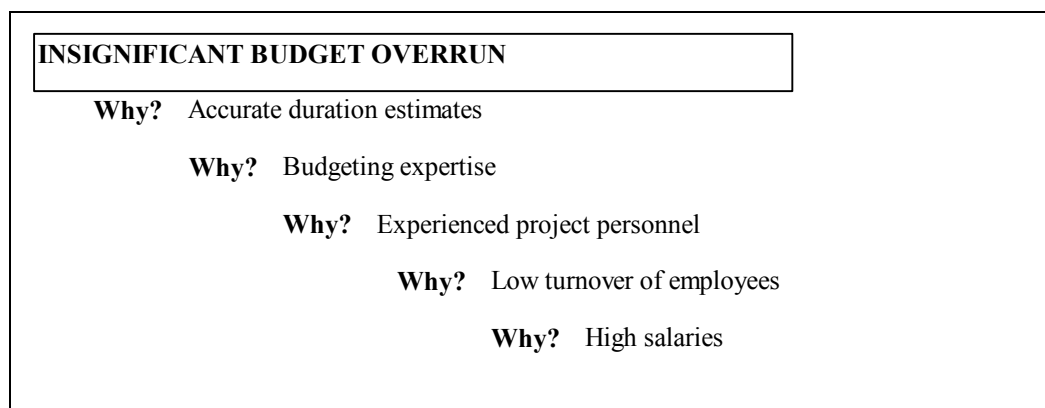 INSIGNIFICANT BUDGET OVERRUN
Why? Accurate duration estimates
Why? Budgeting expertise
Why? Experienced project personnel
Why? Low turnover of employees
Why? High salaries